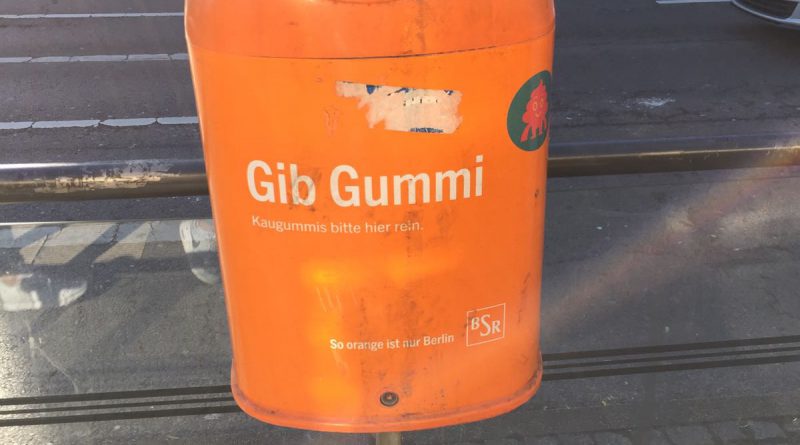 Gib Gummi
Kaugummis bitte hier rein.
So orange ist nur Berlin
BSR